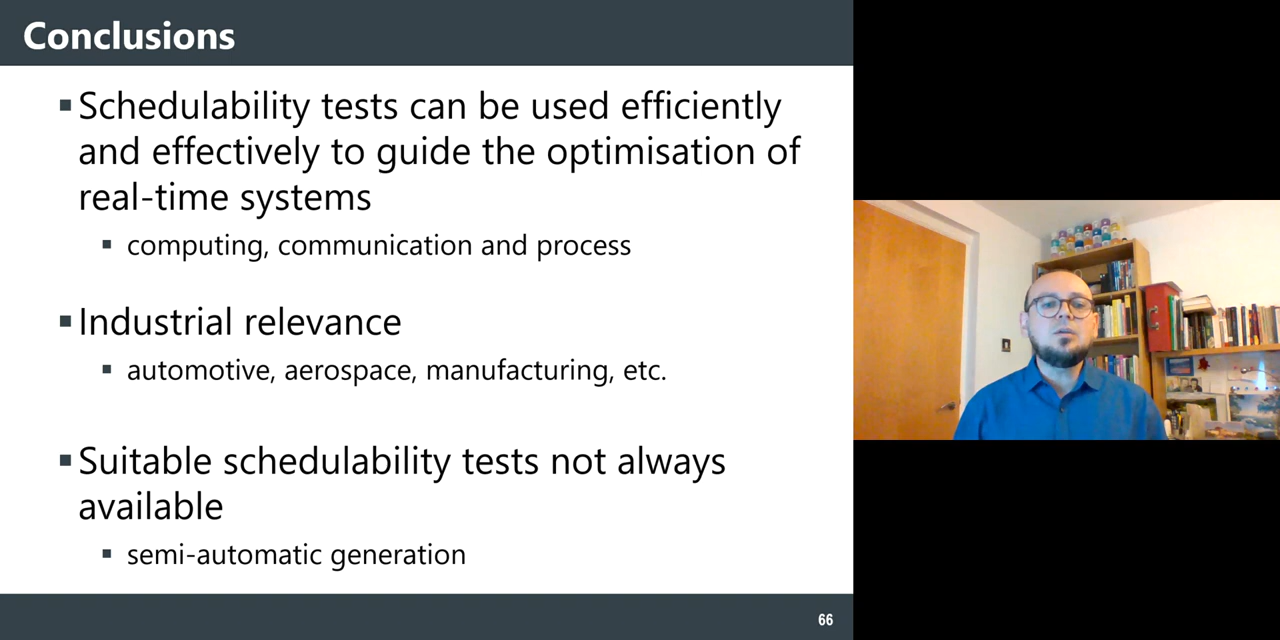 Conclusions
Schedulability tests can be used efficiently
and effectively to guide the optimisation of
real-time systems
computing, communication and process
Industrial relevance
automotive, aerospace, manufacturing, etc.
Suitable schedulability tests not always
available
semi-automatic generation
66